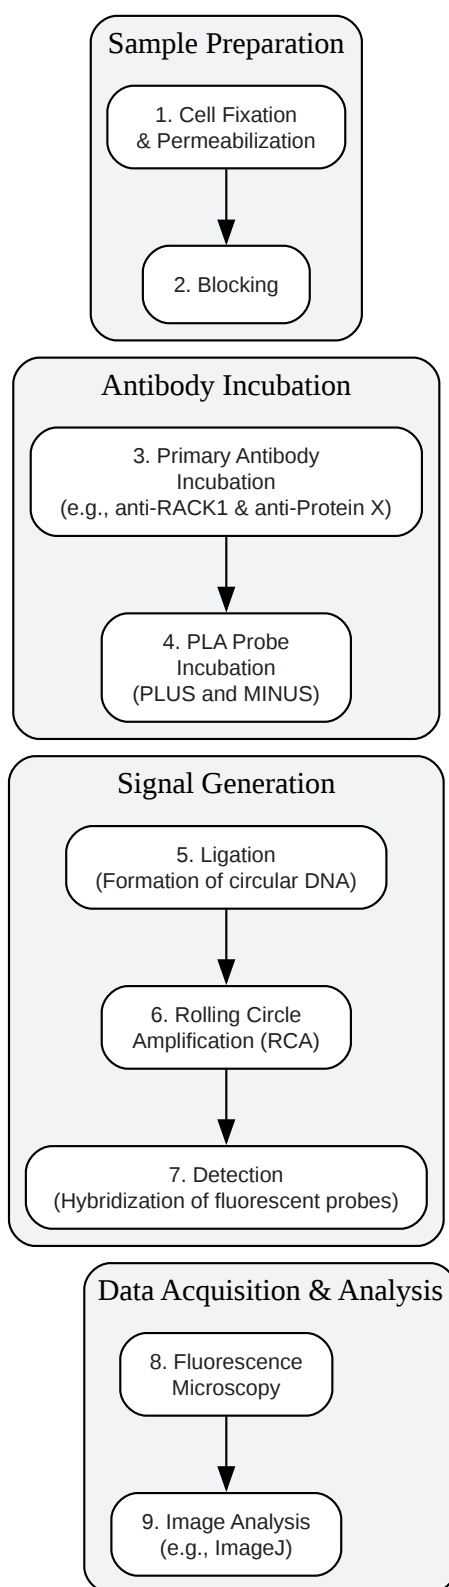 Sample Preparation
1. Cell Fixation
& Permeabilization
2. Blocking
Antibody Incubation
3. Primary Antibody
Incubation
(e.g., anti-RACK1 & anti-Protein X)
4. PLA Probe
Incubation
(PLUS and MINUS)
Signal Generation
5. Ligation
(Formation of circular DNA)
6. Rolling Circle
Amplification (RCA)
7. Detection
(Hybridization of fluorescent probes)
Data Acquisition & Analysis
8. Fluorescence
Microscopy
9. Image Analysis
(e.g., ImageJ)